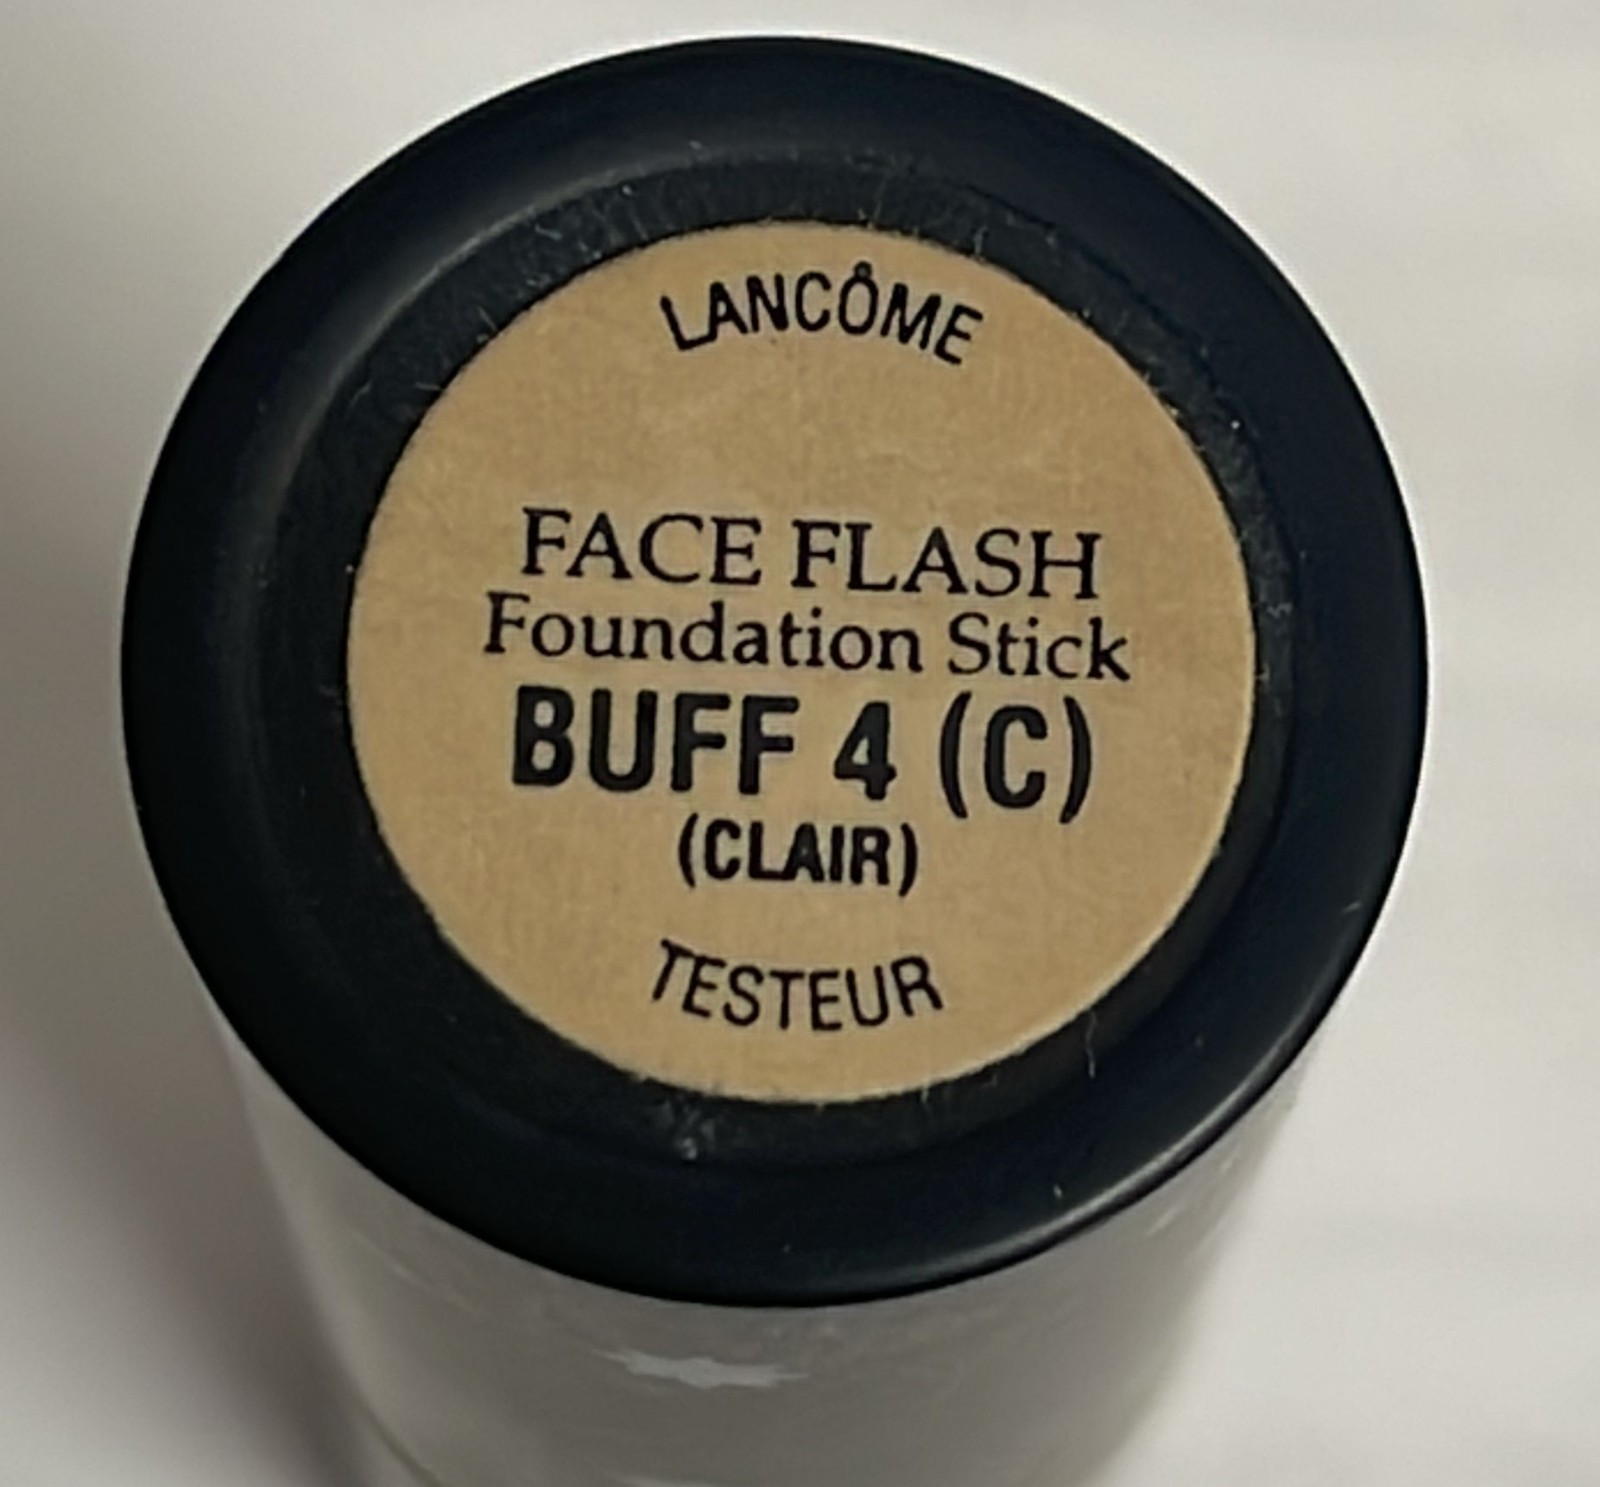 LANCÔME
FACE FLASH
Foundation Stick
BUFF 4 (C)
(CLAIR)
TESTEUR